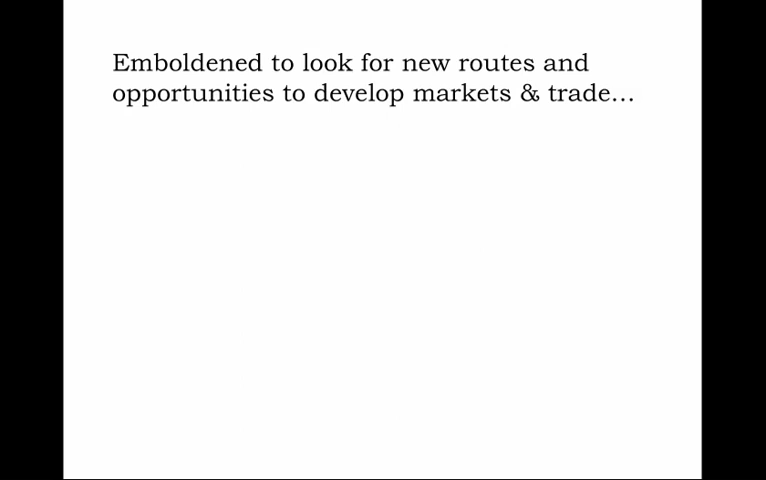 Emboldened to look for new routes and
opportunities to develop markets & trade…